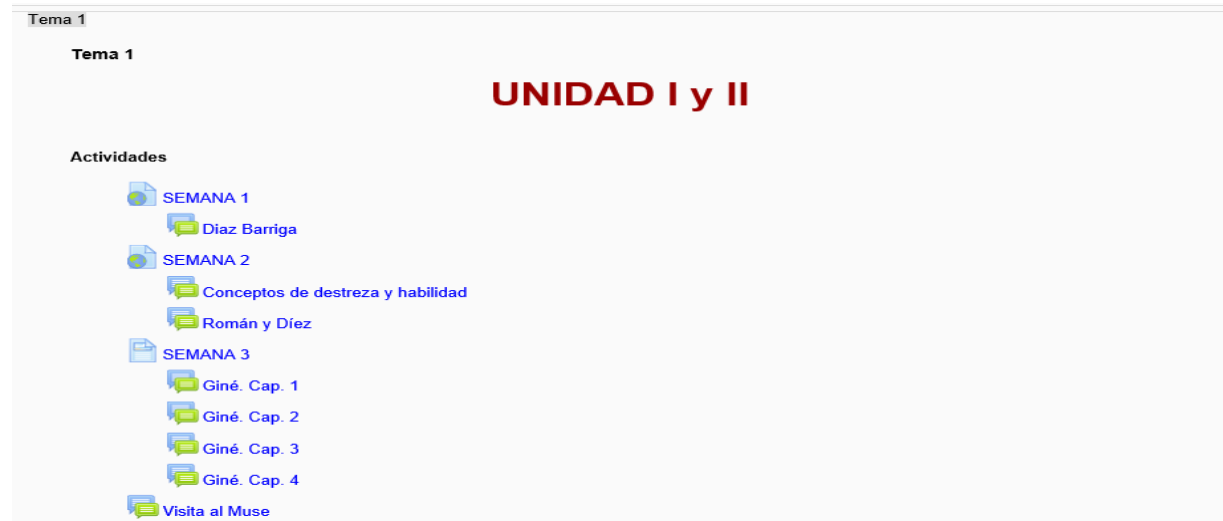 Tema 1
Tema 1
UNIDAD I y II
Actividades
SEMANA 1
Diaz Barriga
SEMANA 2
Conceptos de destreza y habilidad
Román y Díez
SEMANA 3
Giné. Cap. 1
Giné. Cap. 2
Giné. Cap. 3
Giné. Cap. 4
Visita al Muse